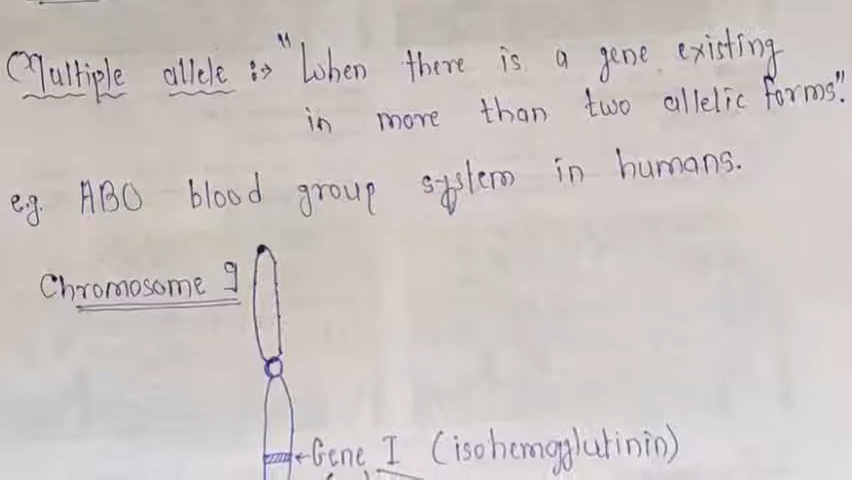 Multiple allele :→ "When there is a gene existing
in more than two allelic forms".
e.g. ABO blood group system in humans.
Chromosome 9
←Gene I (isohemagglutinin)